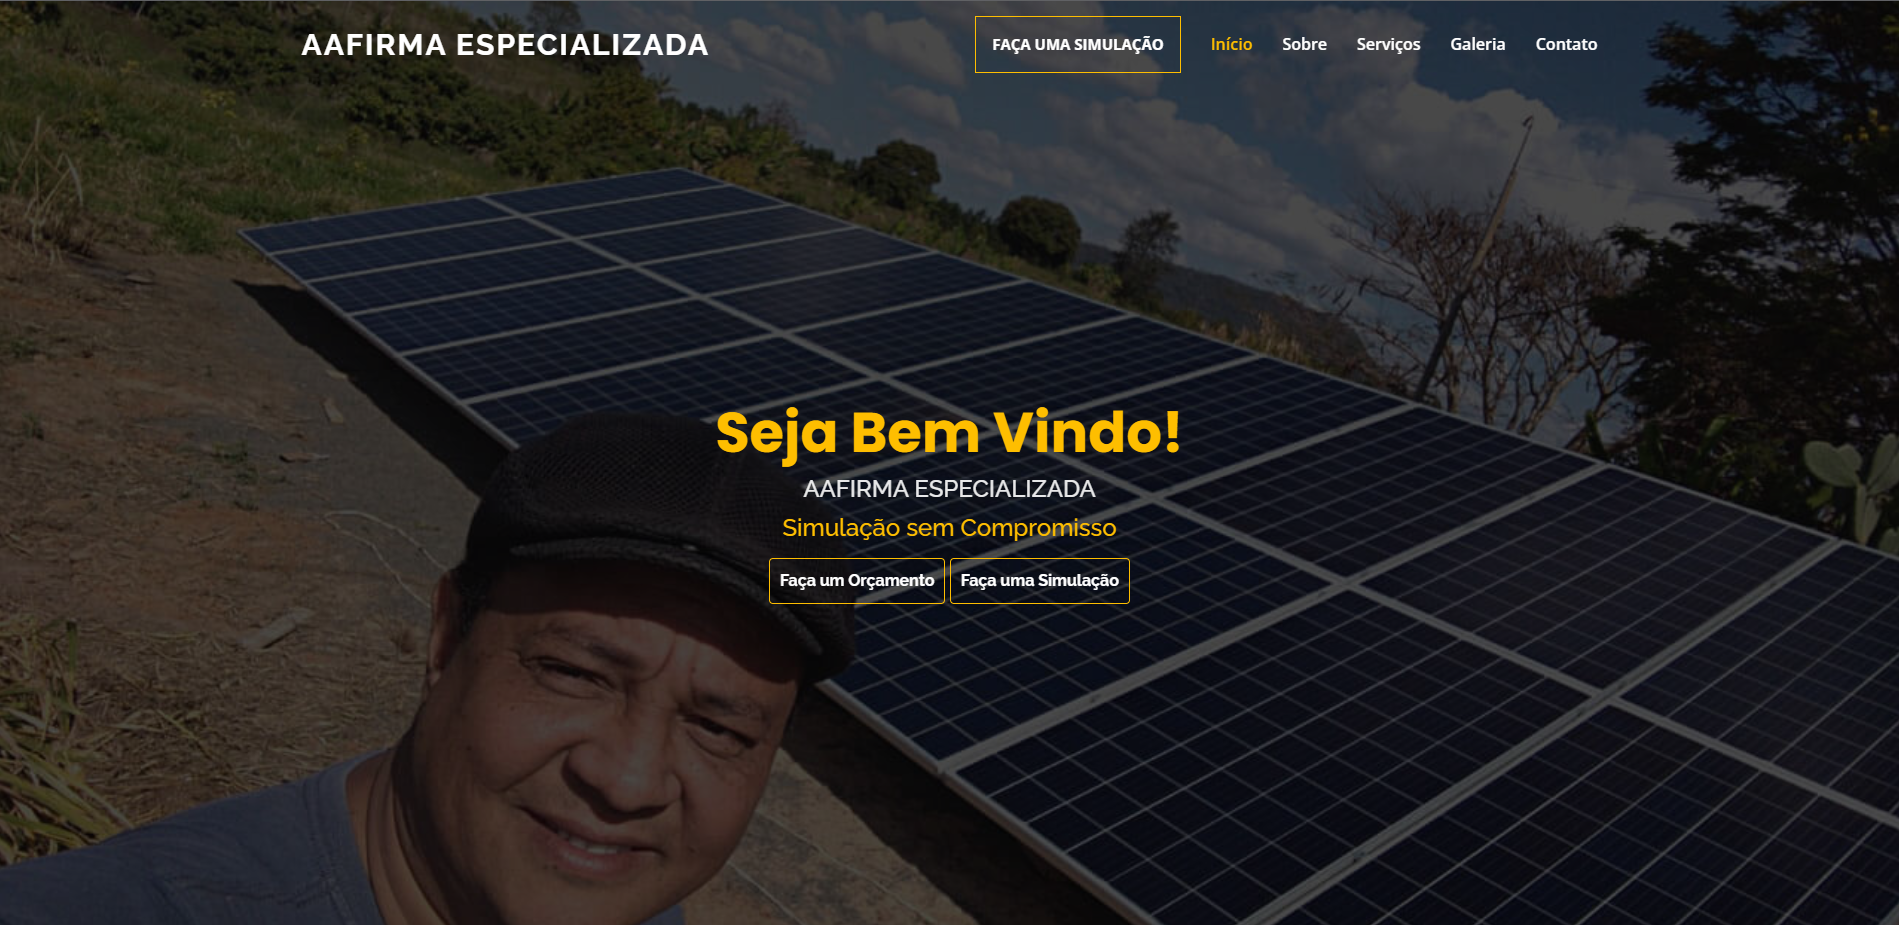 AAFIRMA ESPECIALIZADA
FAÇA UMA SIMULAÇÃO
Início
Sobre
Serviços
Galeria
Contato
Seja Bem Vindo!
AAFIRMA ESPECIALIZADA
Simulação sem Compromisso
Faça um Orçamento
Faça uma Simulação